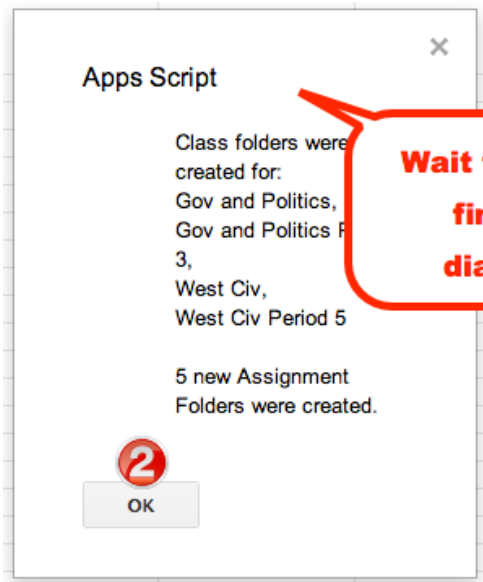 Apps Script
Class folders were
created for:
Gov and Politics,
Gov and Politics
3,
West Civ,
West Civ Period 5
5 new Assignment
Folders were created.
Wait
dia
2
OK